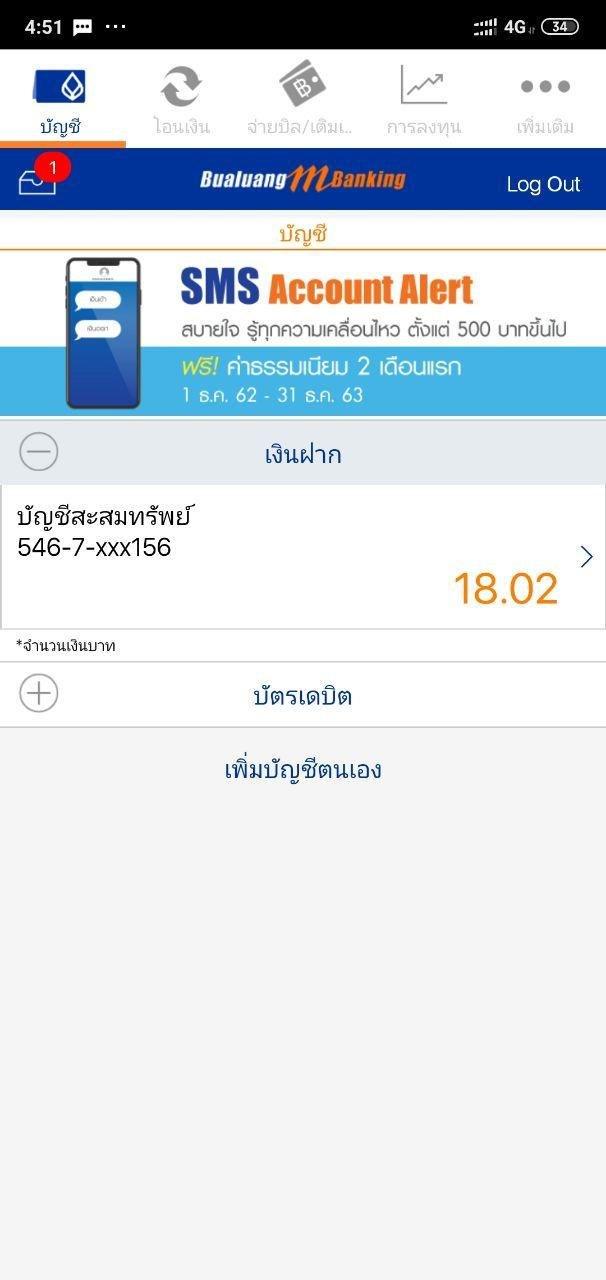 4:51 ...
4G 34
บัญชี โอนเงิน จ่ายบิล/เติมเ.. การลงทุน เพิ่มเติม
1 Bualuang m Banking Log Out
บัญชี
SMS Account Alert
เงินเข้า
สบายใจ รู้ทุกความเคลื่อนไหว ตั้งแต่ 500 บาทขึ้นไป
เงินออก
ฟรี! ค่าธรรมเนียม 2 เดือนแรก
1 ธ.ค. 62 - 31 ธ.ค. 63
เงินฝาก
บัญชีสะสมทรัพย์
546-7-xxx156
18.02
*จำนวนเงินบาท
บัตรเดบิต
เพิ่มบัญชีตนเอง